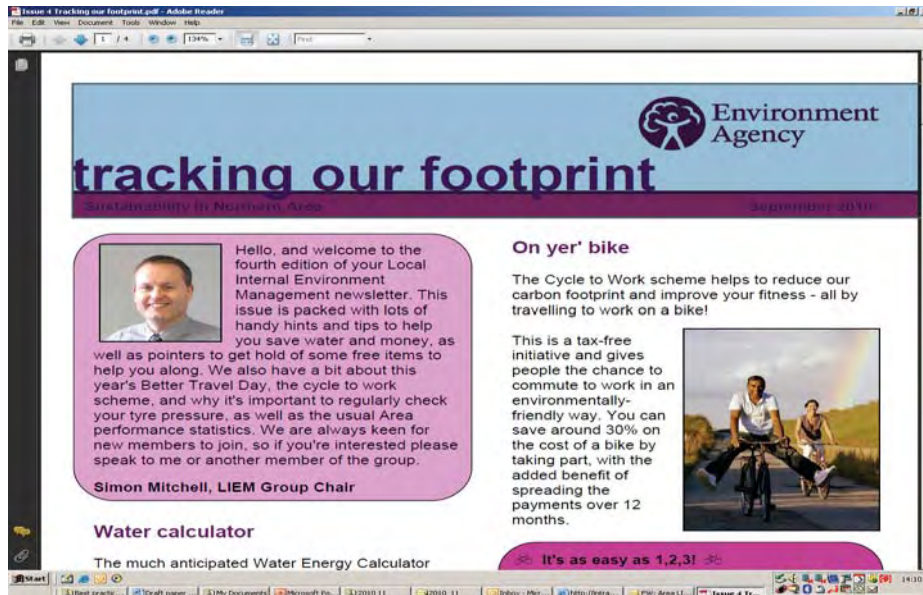 Issue 4 Tracking our footprint.pdf - Adobe Reader
File Edit View Document Tools Window Help
1 / 4 134% Find
Environment
Agency
tracking our footprint
Sustainability in Northern Area September 2010
Hello, and welcome to the
fourth edition of your Local
Internal Environment
Management newsletter. This
issue is packed with lots of
handy hints and tips to help
you save water and money, as
well as pointers to get hold of some free items to
help you along. We also have a bit about this
year's Better Travel Day, the cycle to work
scheme, and why it's important to regularly check
your tyre pressure, as well as the usual Area
performance statistics. We are always keen for
new members to join, so if you're interested please
speak to me or another member of the group.
Simon Mitchell, LIEM Group Chair
Water calculator
The much anticipated Water Energy Calculator
On yer' bike
The Cycle to Work scheme helps to reduce our
carbon footprint and improve your fitness - all by
travelling to work on a bike!
This is a tax-free
initiative and gives
people the chance to
commute to work in an
environmentally-
friendly way. You can
save around 30% on
the cost of a bike by
taking part, with the
added benefit of
spreading the
payments over 12
months.
It's as easy as 1,2,3!
Start 14:10
Draft paper My Documents Microsoft Po... 2010_11 2010_11 Inbox - Mic... Issue 4 Tr...